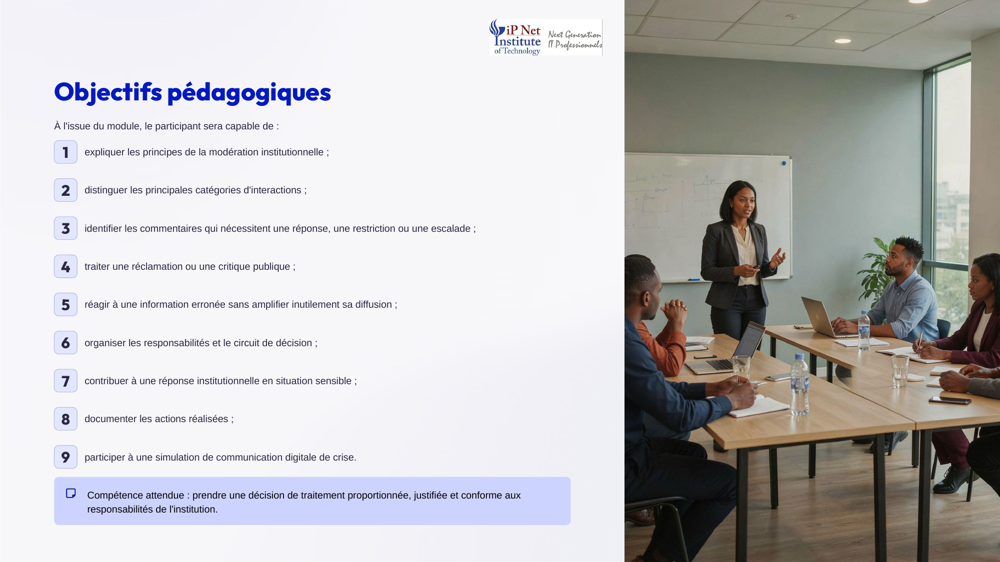 iP Net
Institute
of Technology
Next Generation
IT Professionnels
Objectifs pédagogiques
À l'issue du module, le participant sera capable de :
1 expliquer les principes de la modération institutionnelle ;
2 distinguer les principales catégories d'interactions ;
3 identifier les commentaires qui nécessitent une réponse, une restriction ou une escalade ;
4 traiter une réclamation ou une critique publique ;
5 réagir à une information erronée sans amplifier inutilement sa diffusion ;
6 organiser les responsabilités et le circuit de décision ;
7 contribuer à une réponse institutionnelle en situation sensible ;
8 documenter les actions réalisées ;
9 participer à une simulation de communication digitale de crise.
Compétence attendue : prendre une décision de traitement proportionnée, justifiée et conforme aux
responsabilités de l'institution.